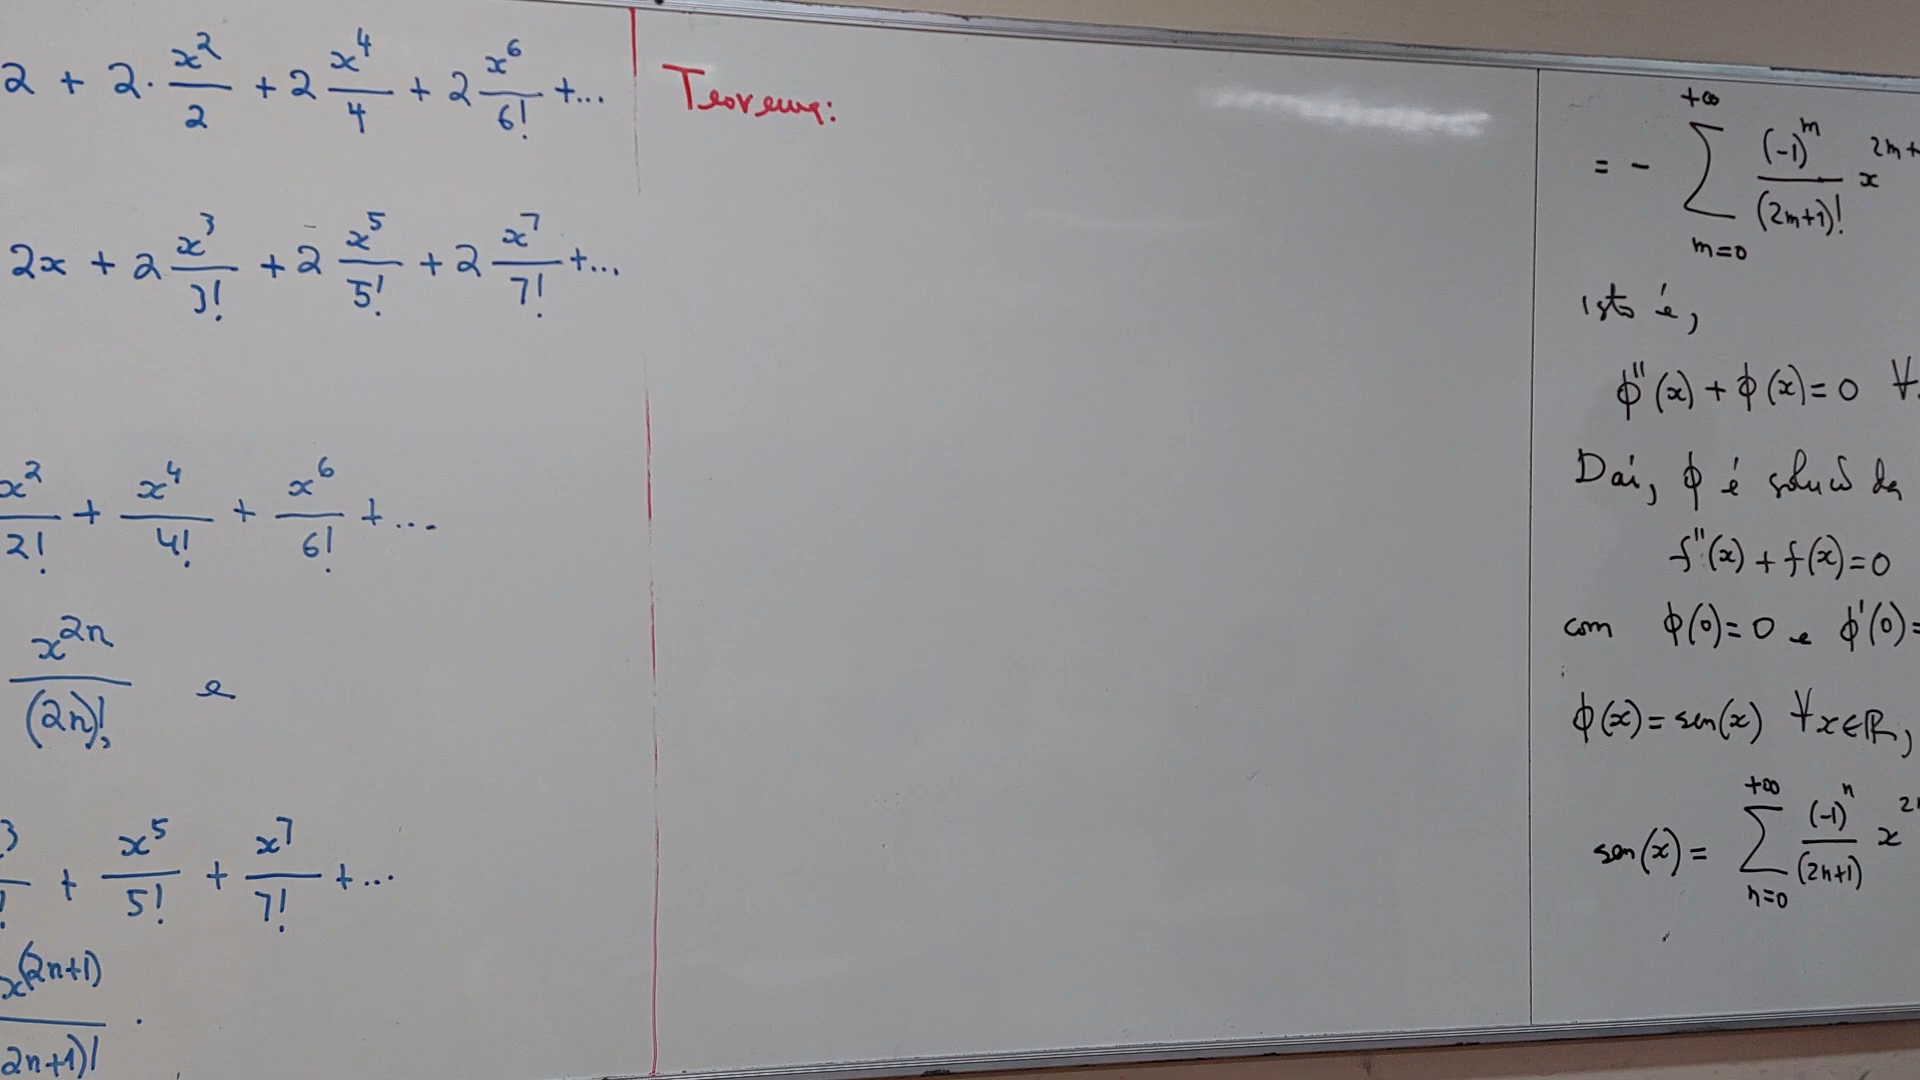 2 + 2· x²/2 + 2 x⁴/4 + 2 x⁶/6! + ...
2x + 2 x³/3! + 2 x⁵/5! + 2 x⁷/7! + ...
x²/2! + x⁴/4! + x⁶/6! + ...
x²ⁿ/(2n)! e
³/! + x⁵/5! + x⁷/7! + ...
x⁽²ⁿ⁺¹⁾/2n+1)! .
Teorema:
= - ∑_{m=0}^{+∞} (-1)^m/(2m+1)! x^{2m+
isto é,
ϕ''(x) + ϕ(x) = 0 ∀
Daí, ϕ é solução da
f''(x) + f(x) = 0
com ϕ(0) = 0 e ϕ'(0) =
ϕ(x) = sen(x) ∀x∈ℝ,
sen(x) = ∑_{n=0}^{+∞} (-1)^n/(2n+1) x^{2n